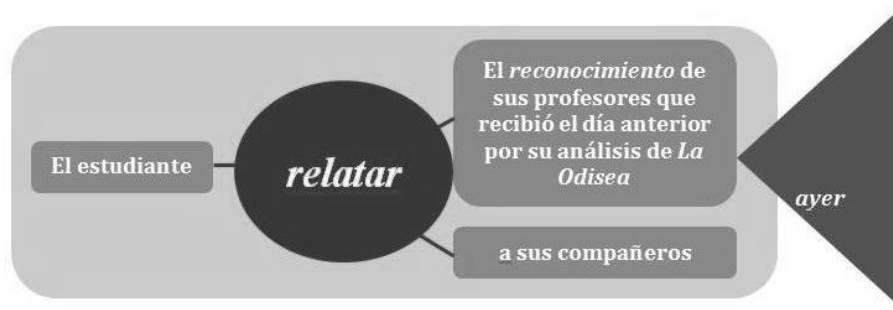 El estudiante
relatar
El reconocimiento de
sus profesores que
recibió el día anterior
por su análisis de La
Odisea
a sus compañeros
ayer